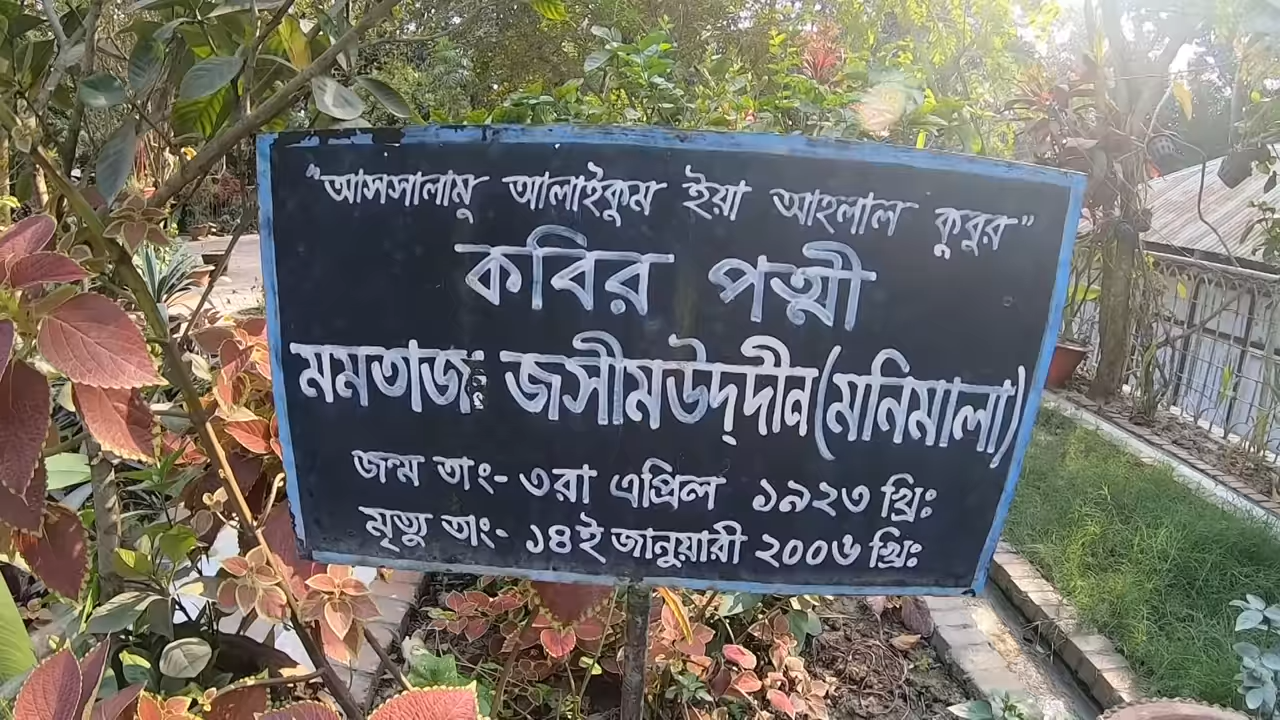 "আসসালামু আলাইকুম ইয়া আহলাল কুবুর"
কবির পত্মী
মমতাজ জসীমউদ্‌দীন (মনিমালা)
জন্ম তাং- ৩রা এপ্রিল ১৯২৩ খ্রিঃ
মৃত্যু তাং- ১৪ই জানুয়ারী ২০০৬ খ্রিঃ